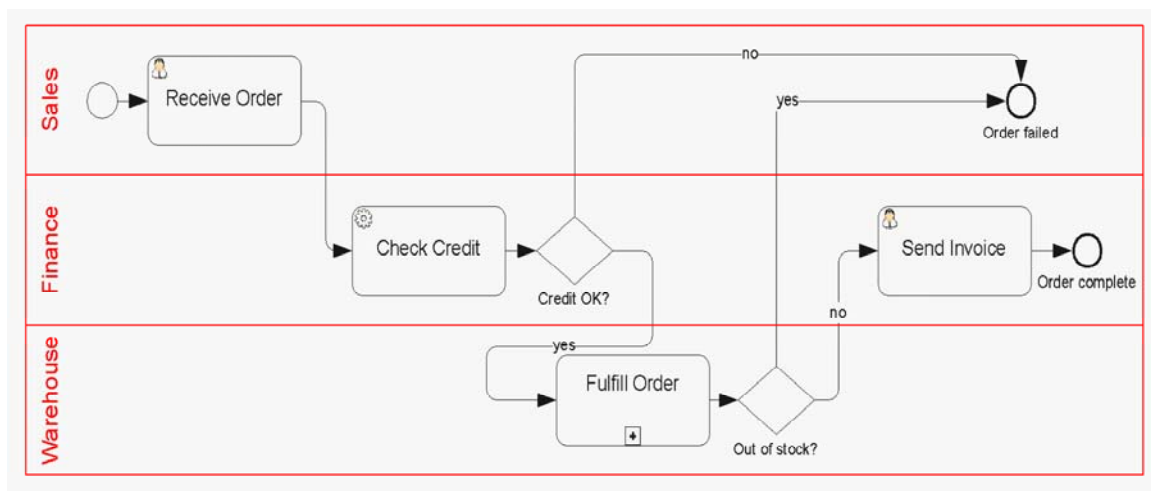 Sales
Receive Order
no
yes
Order failed
Finance
Check Credit
Credit OK?
Send Invoice
Order complete
no
Warehouse
yes
Fulfill Order
Out of stock?